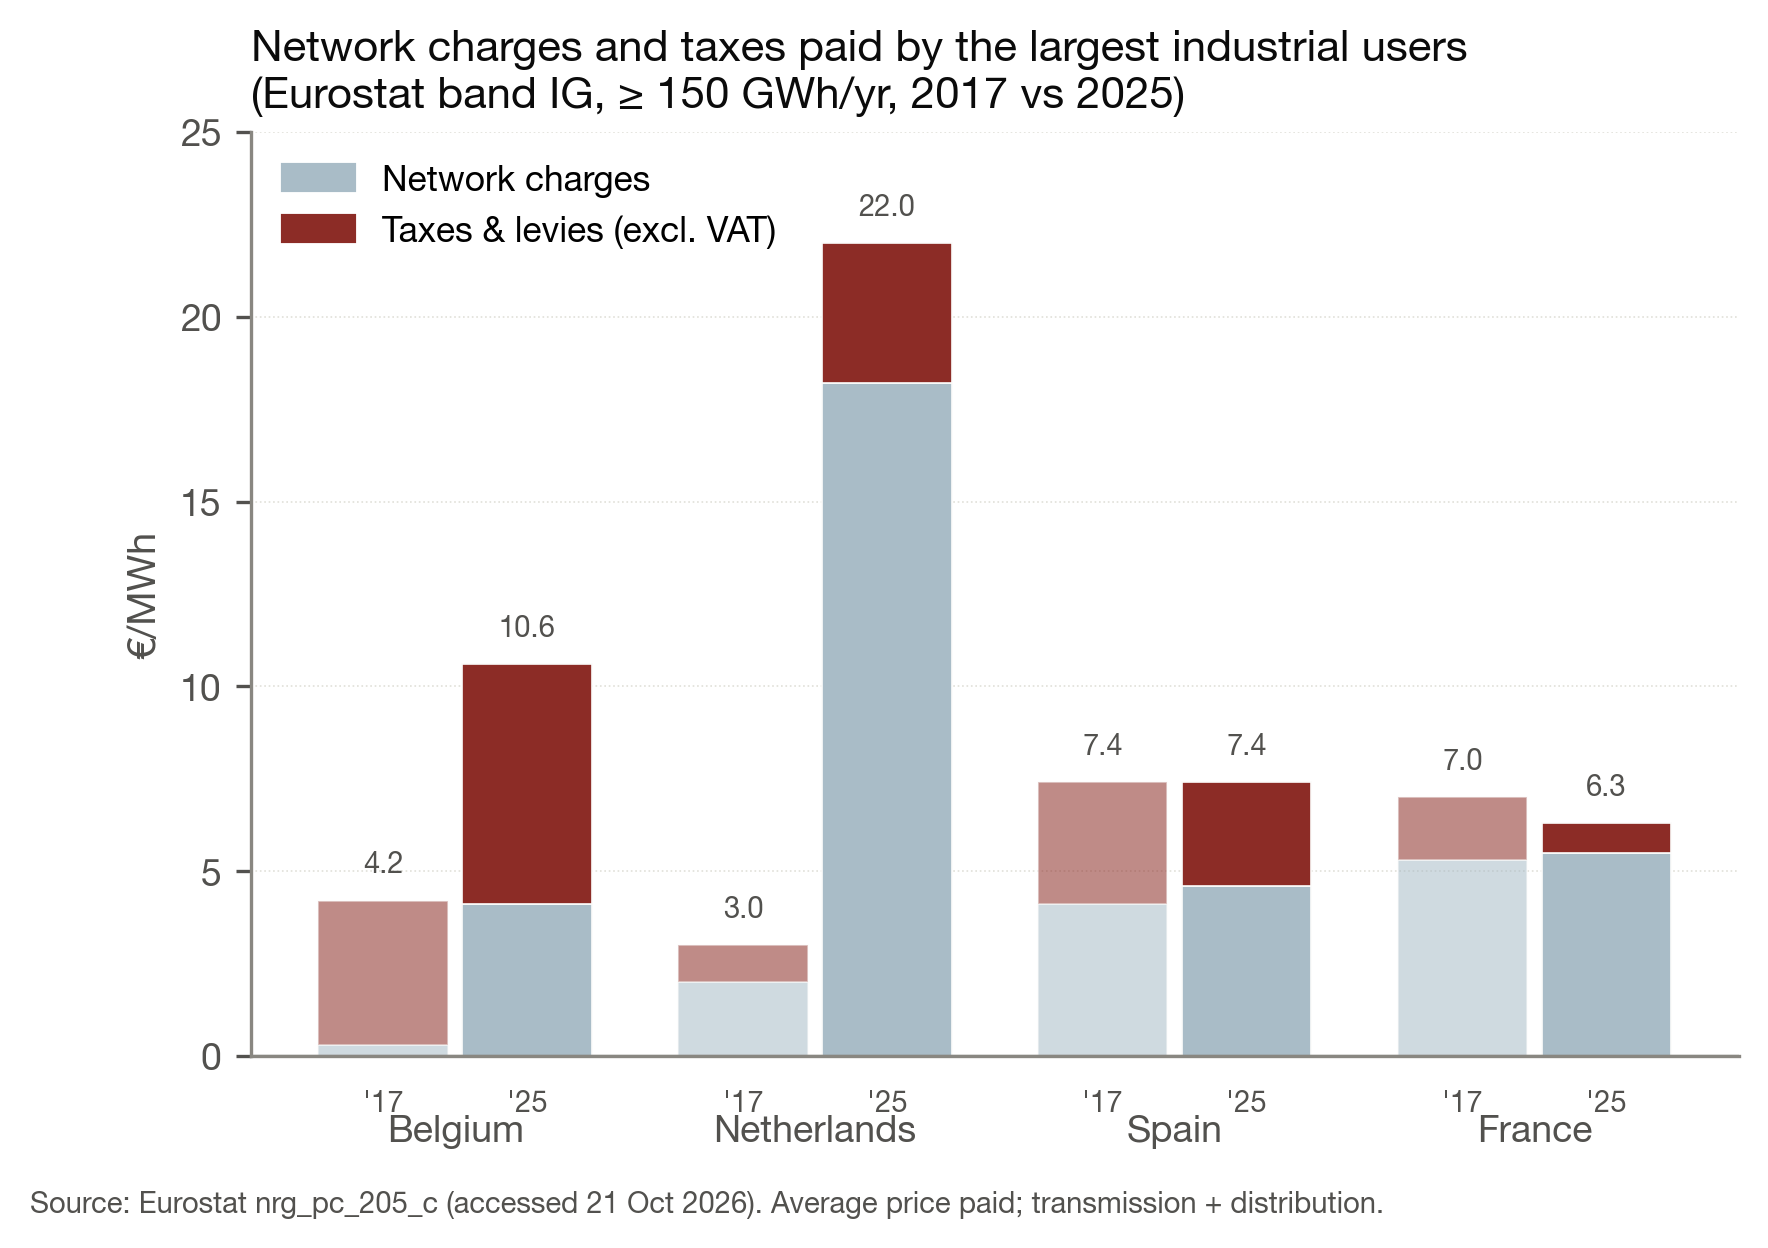 Network charges and taxes paid by the largest industrial users
(Eurostat band IG, ≥ 150 GWh/yr, 2017 vs 2025)
Network charges
Taxes & levies (excl. VAT)
€/MWh
25
20
15
10
5
0
4.2
10.6
3.0
22.0
7.4
7.4
7.0
6.3
'17
'25
'17
'25
'17
'25
'17
'25
Belgium
Netherlands
Spain
France
Source: Eurostat nrg_pc_205_c (accessed 21 Oct 2026). Average price paid; transmission + distribution.